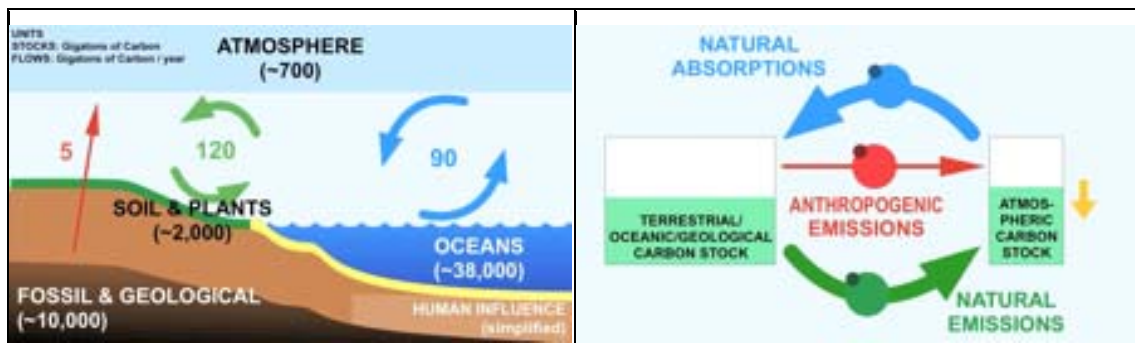 UNITS
STOCKS: Gigatons of Carbon
FLOWS: Gigatons of Carbon / year
ATMOSPHERE
(~700)
5
120
90
SOIL & PLANTS
(~2,000)
OCEANS
(~38,000)
FOSSIL & GEOLOGICAL
(~10,000)
HUMAN INFLUENCE
(simplified)
NATURAL
ABSORPTIONS
TERRESTRIAL/
OCEANIC/GEOLOGICAL
CARBON STOCK
ANTHROPOGENIC
EMISSIONS
ATMOS-
PHERIC
CARBON
STOCK
NATURAL
EMISSIONS